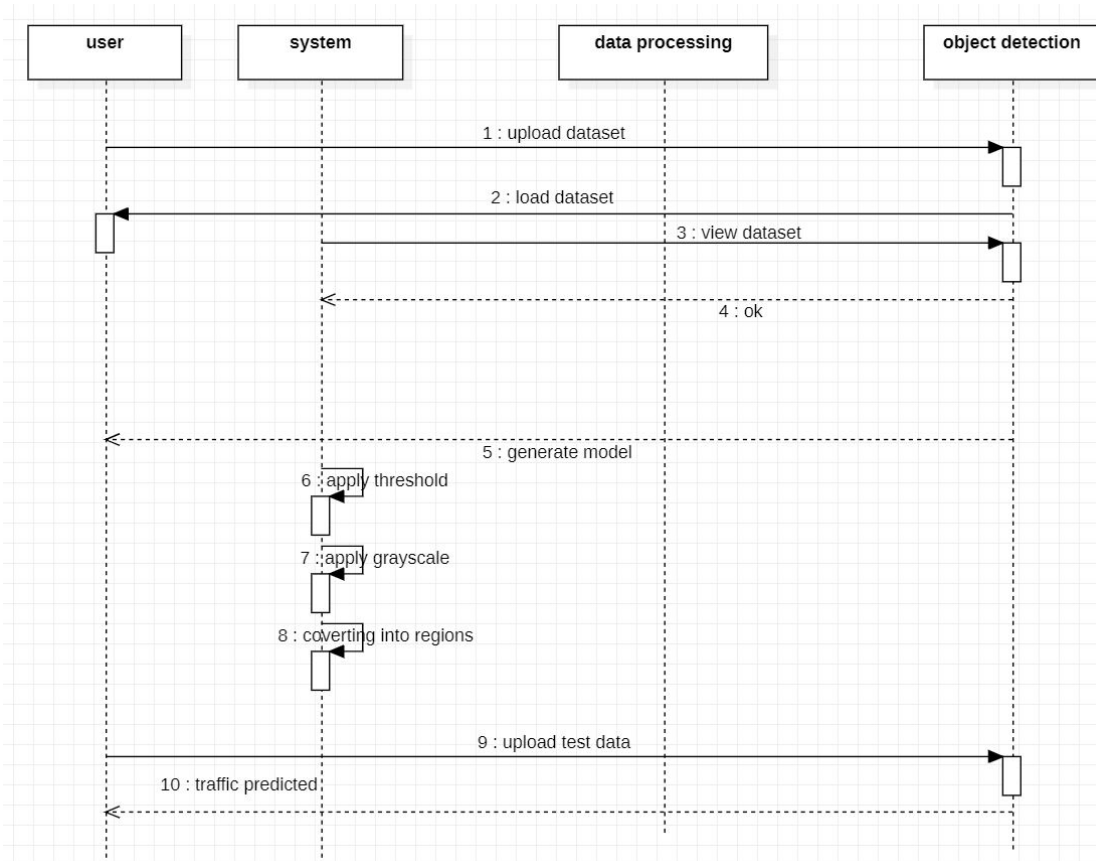 user
system
data processing
object detection
1 : upload dataset
2 : load dataset
3 : view dataset
4 : ok
5 : generate model
6 : apply threshold
7 : apply grayscale
8 : coverting into regions
9 : upload test data
10 : traffic predicted